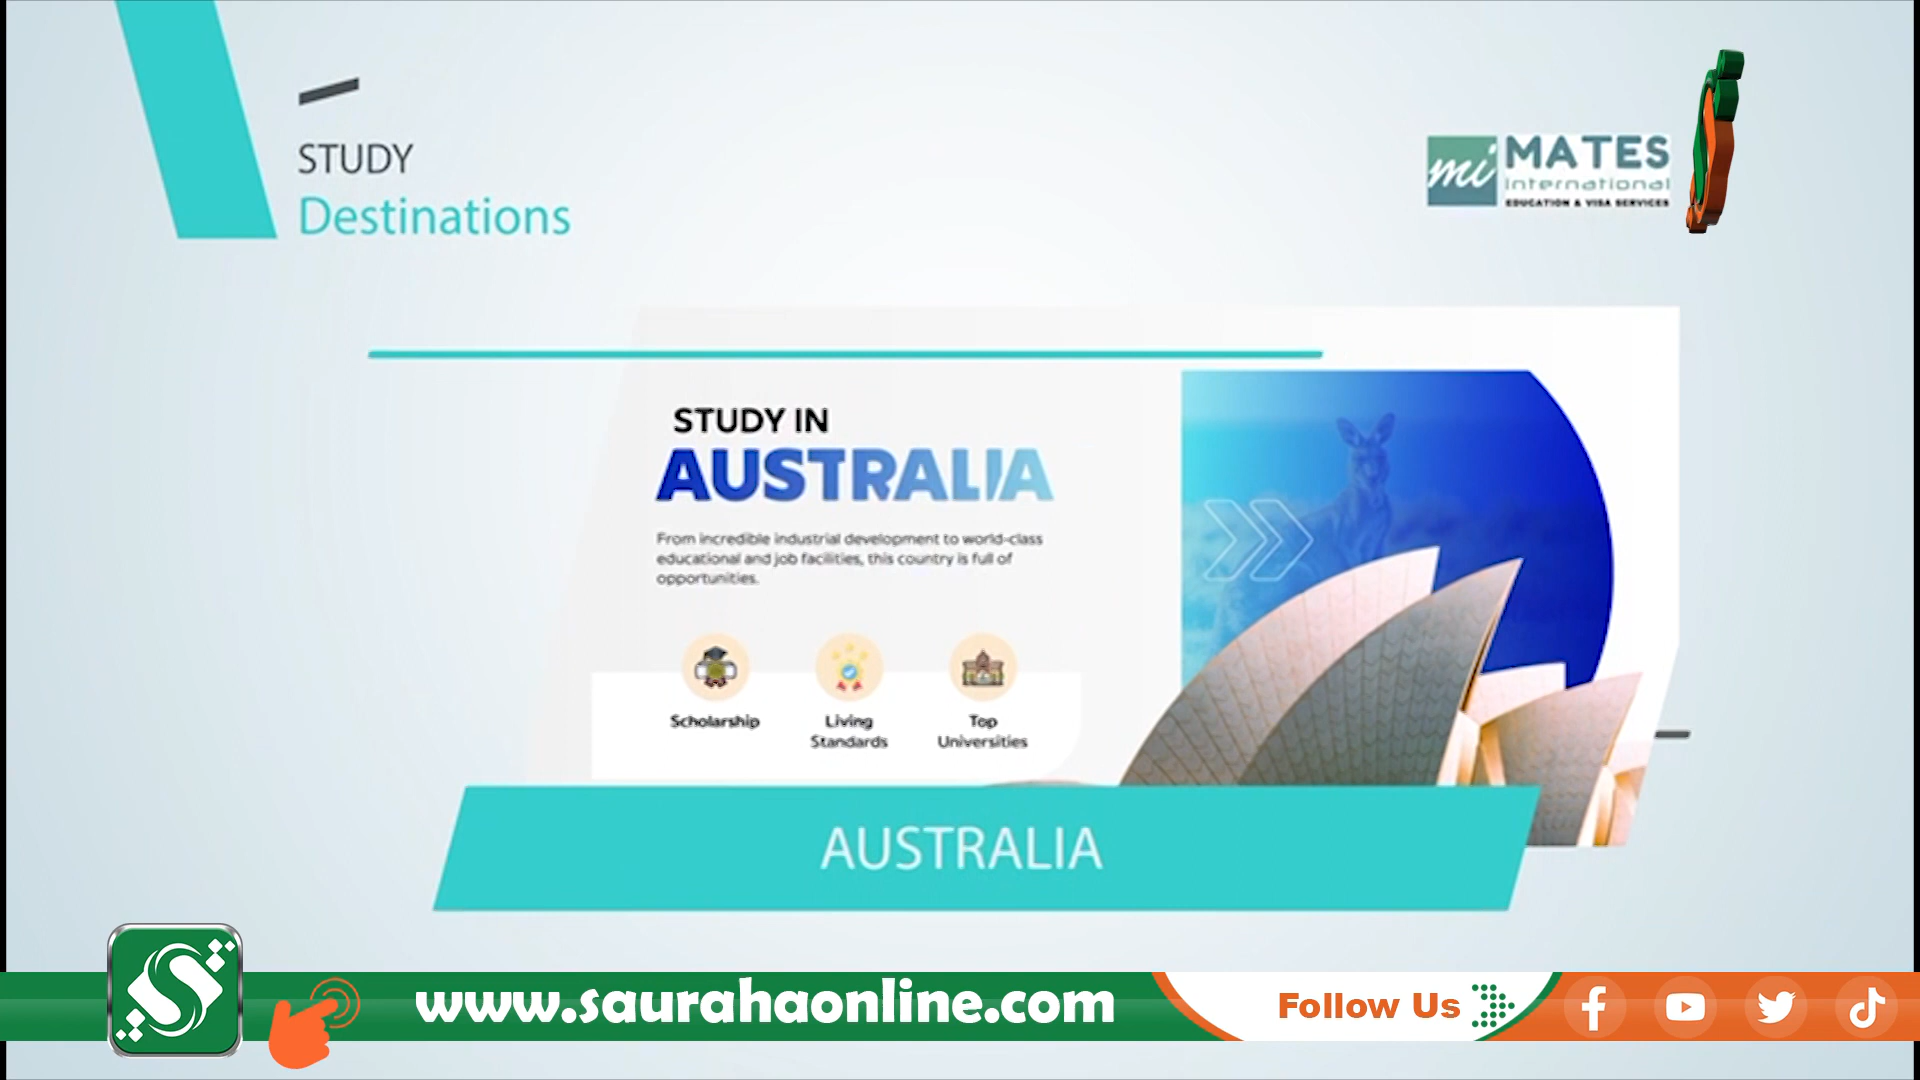 STUDY
Destinations
mi MATES
International
EDUCATION & VISA SERVICES
STUDY IN
AUSTRALIA
From incredible industrial development to world-class
educational and job facilities, this country is full of
opportunities.
Scholarship
Living
Standards
Top
Universities
AUSTRALIA
www.saurahaonline.com
Follow Us